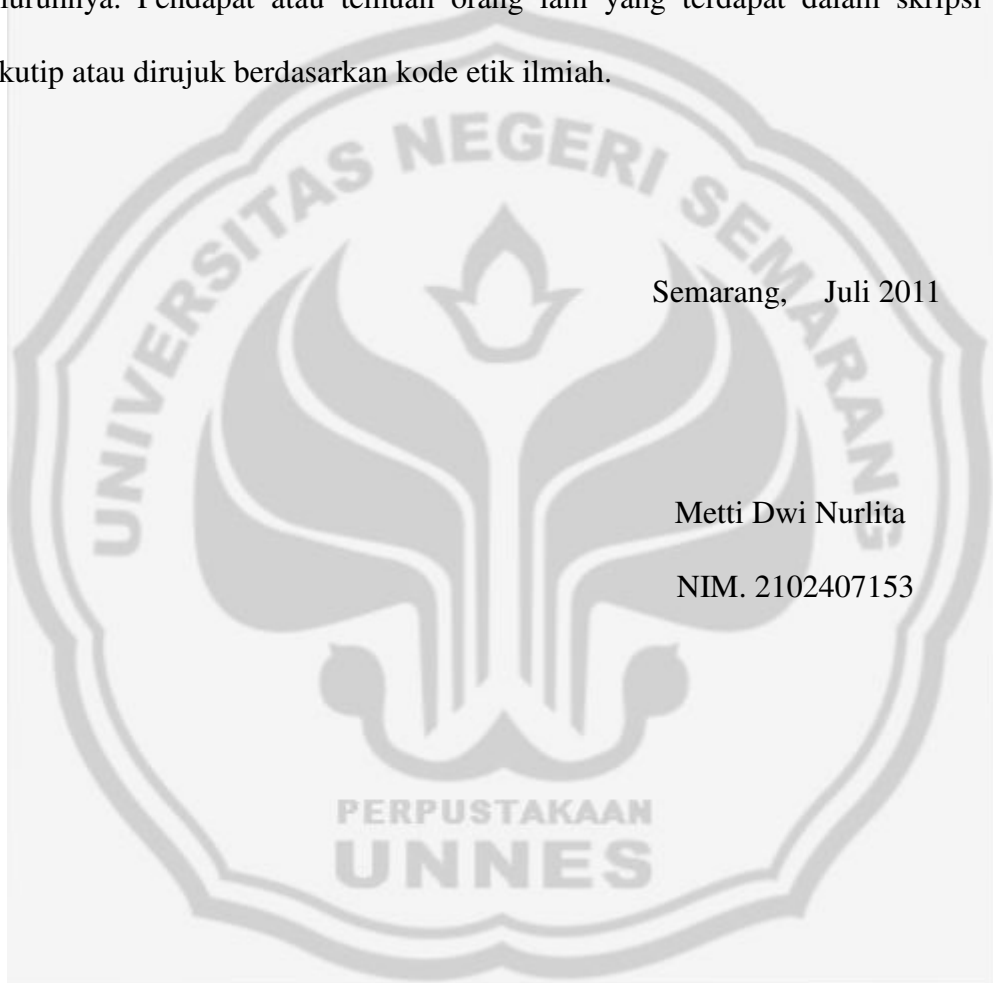 Pendapat atau temuan orang lain yang terdapat dalam skripsi
kutip atau dirujuk berdasarkan kode etik ilmiah.
UNIVERSITAS NEGERI SEMARANG
Semarang, Juli 2011
Metti Dwi Nurlita
NIM. 2102407153
PERPUSTAKAAN
UNNES